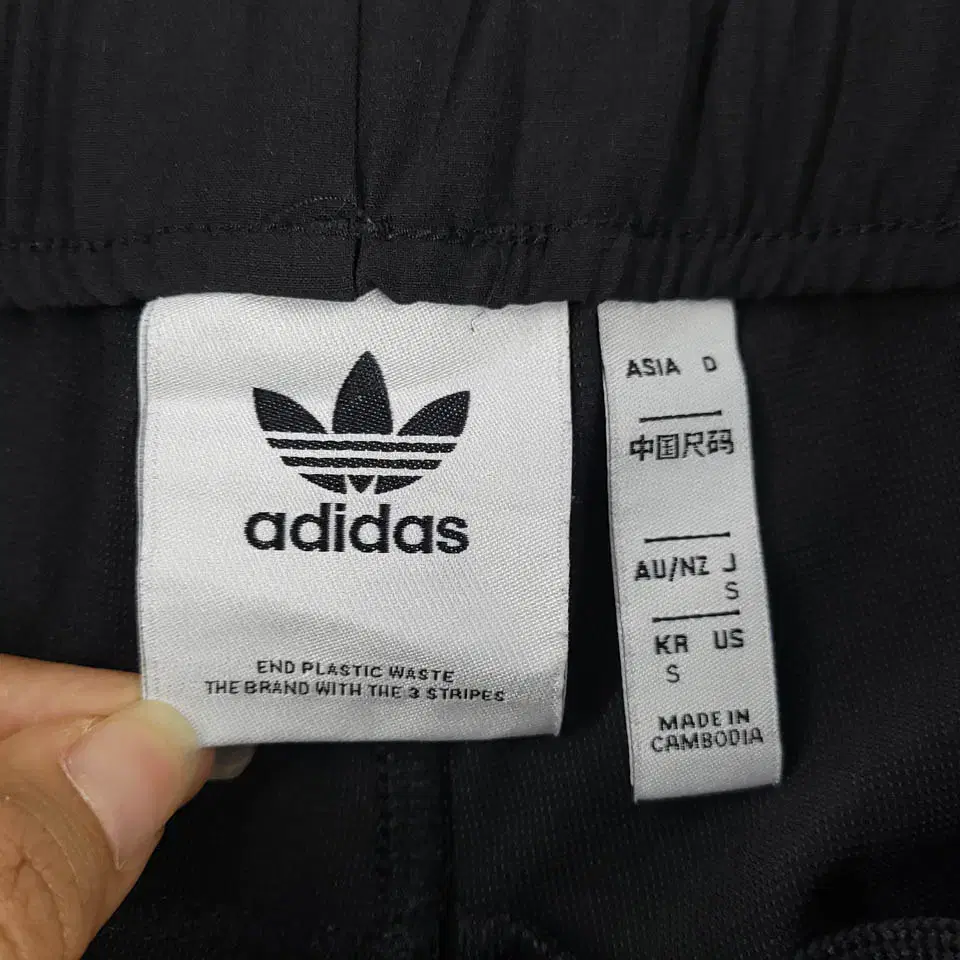 adidas
END PLASTIC WASTE
THE BRAND WITH THE 3 STRIPES
ASIA D
中国尺码
AU/NZ J
S
KR US
S
MADE IN
CAMBODIA